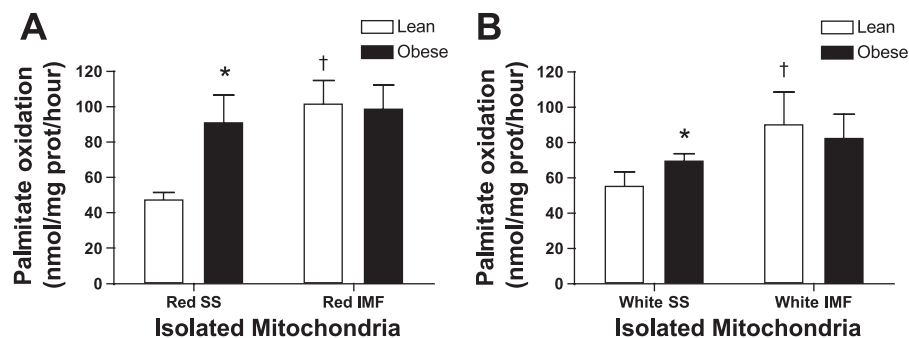 A
Lean
Obese
Palmitate oxidation
(nmol/mg prot/hour)
120
100
80
60
40
20
0
*
†
Red SS
Red IMF
Isolated Mitochondria
B
Lean
Obese
Palmitate oxidation
(nmol/mg prot/hour)
120
100
80
60
40
20
0
*
†
White SS
White IMF
Isolated Mitochondria